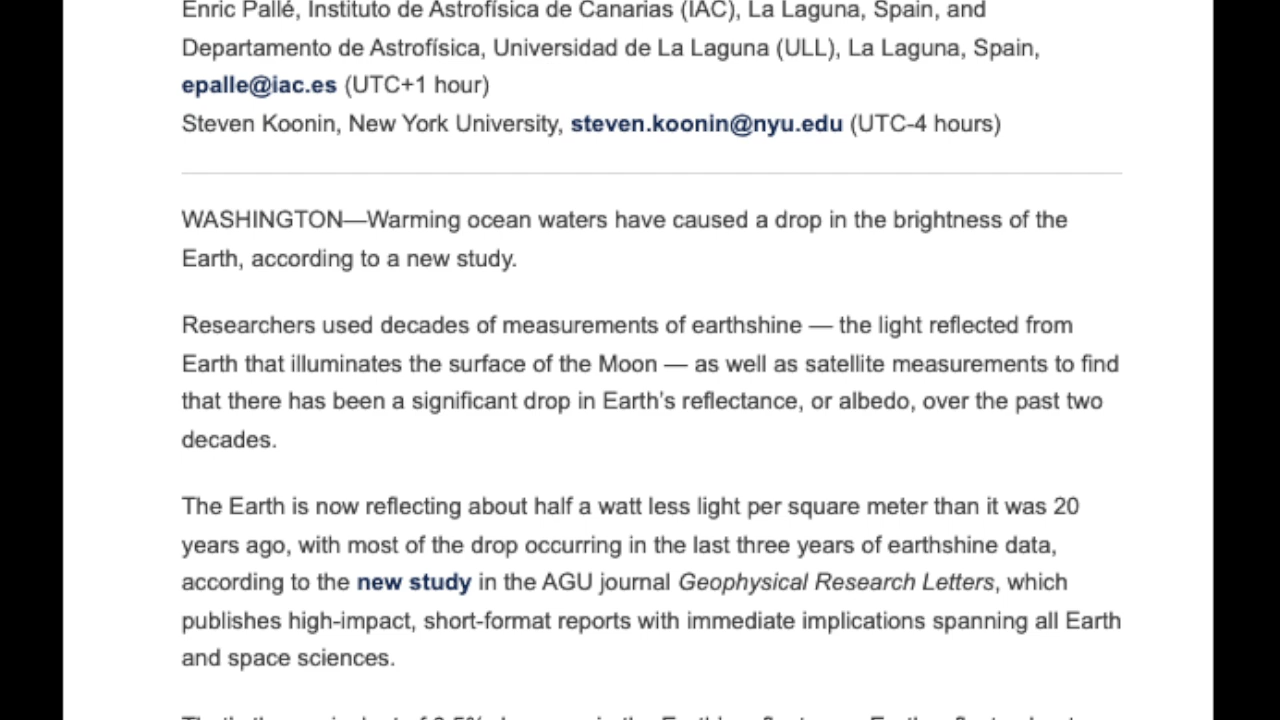 Enric Pallé, Instituto de Astrofísica de Canarias (IAC), La Laguna, Spain, and
Departamento de Astrofísica, Universidad de La Laguna (ULL), La Laguna, Spain,
epalle@iac.es (UTC+1 hour)
Steven Koonin, New York University, steven.koonin@nyu.edu (UTC-4 hours)
WASHINGTON—Warming ocean waters have caused a drop in the brightness of the
Earth, according to a new study.
Researchers used decades of measurements of earthshine — the light reflected from
Earth that illuminates the surface of the Moon — as well as satellite measurements to find
that there has been a significant drop in Earth's reflectance, or albedo, over the past two
decades.
The Earth is now reflecting about half a watt less light per square meter than it was 20
years ago, with most of the drop occurring in the last three years of earthshine data,
according to the new study in the AGU journal Geophysical Research Letters, which
publishes high-impact, short-format reports with immediate implications spanning all Earth
and space sciences.